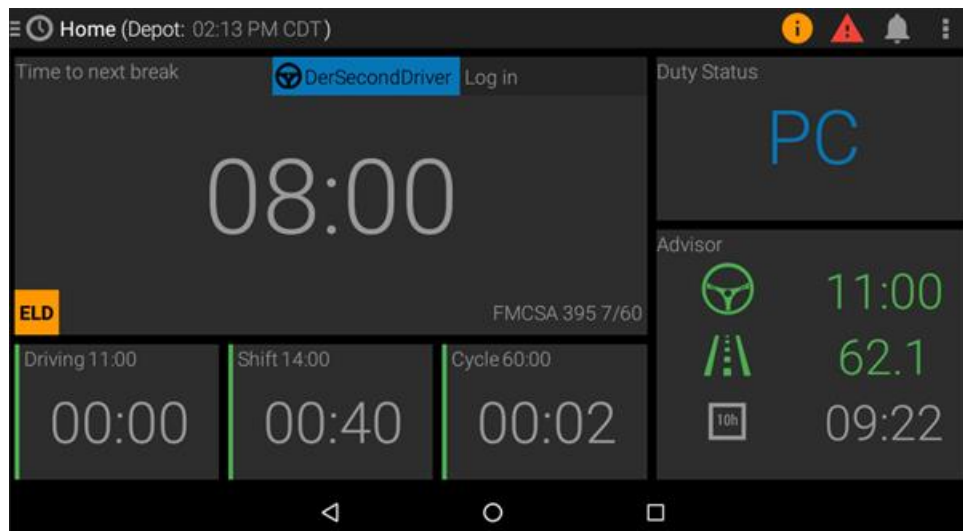 Home (Depot: 02:13 PM CDT)
Time to next break
DerSecondDriver
Log in
08:00
ELD
FMCSA 395 7/60
Duty Status
PC
Advisor
11:00
62.1
10h
09:22
Driving 11:00
00:00
Shift 14:00
00:40
Cycle 60:00
00:02